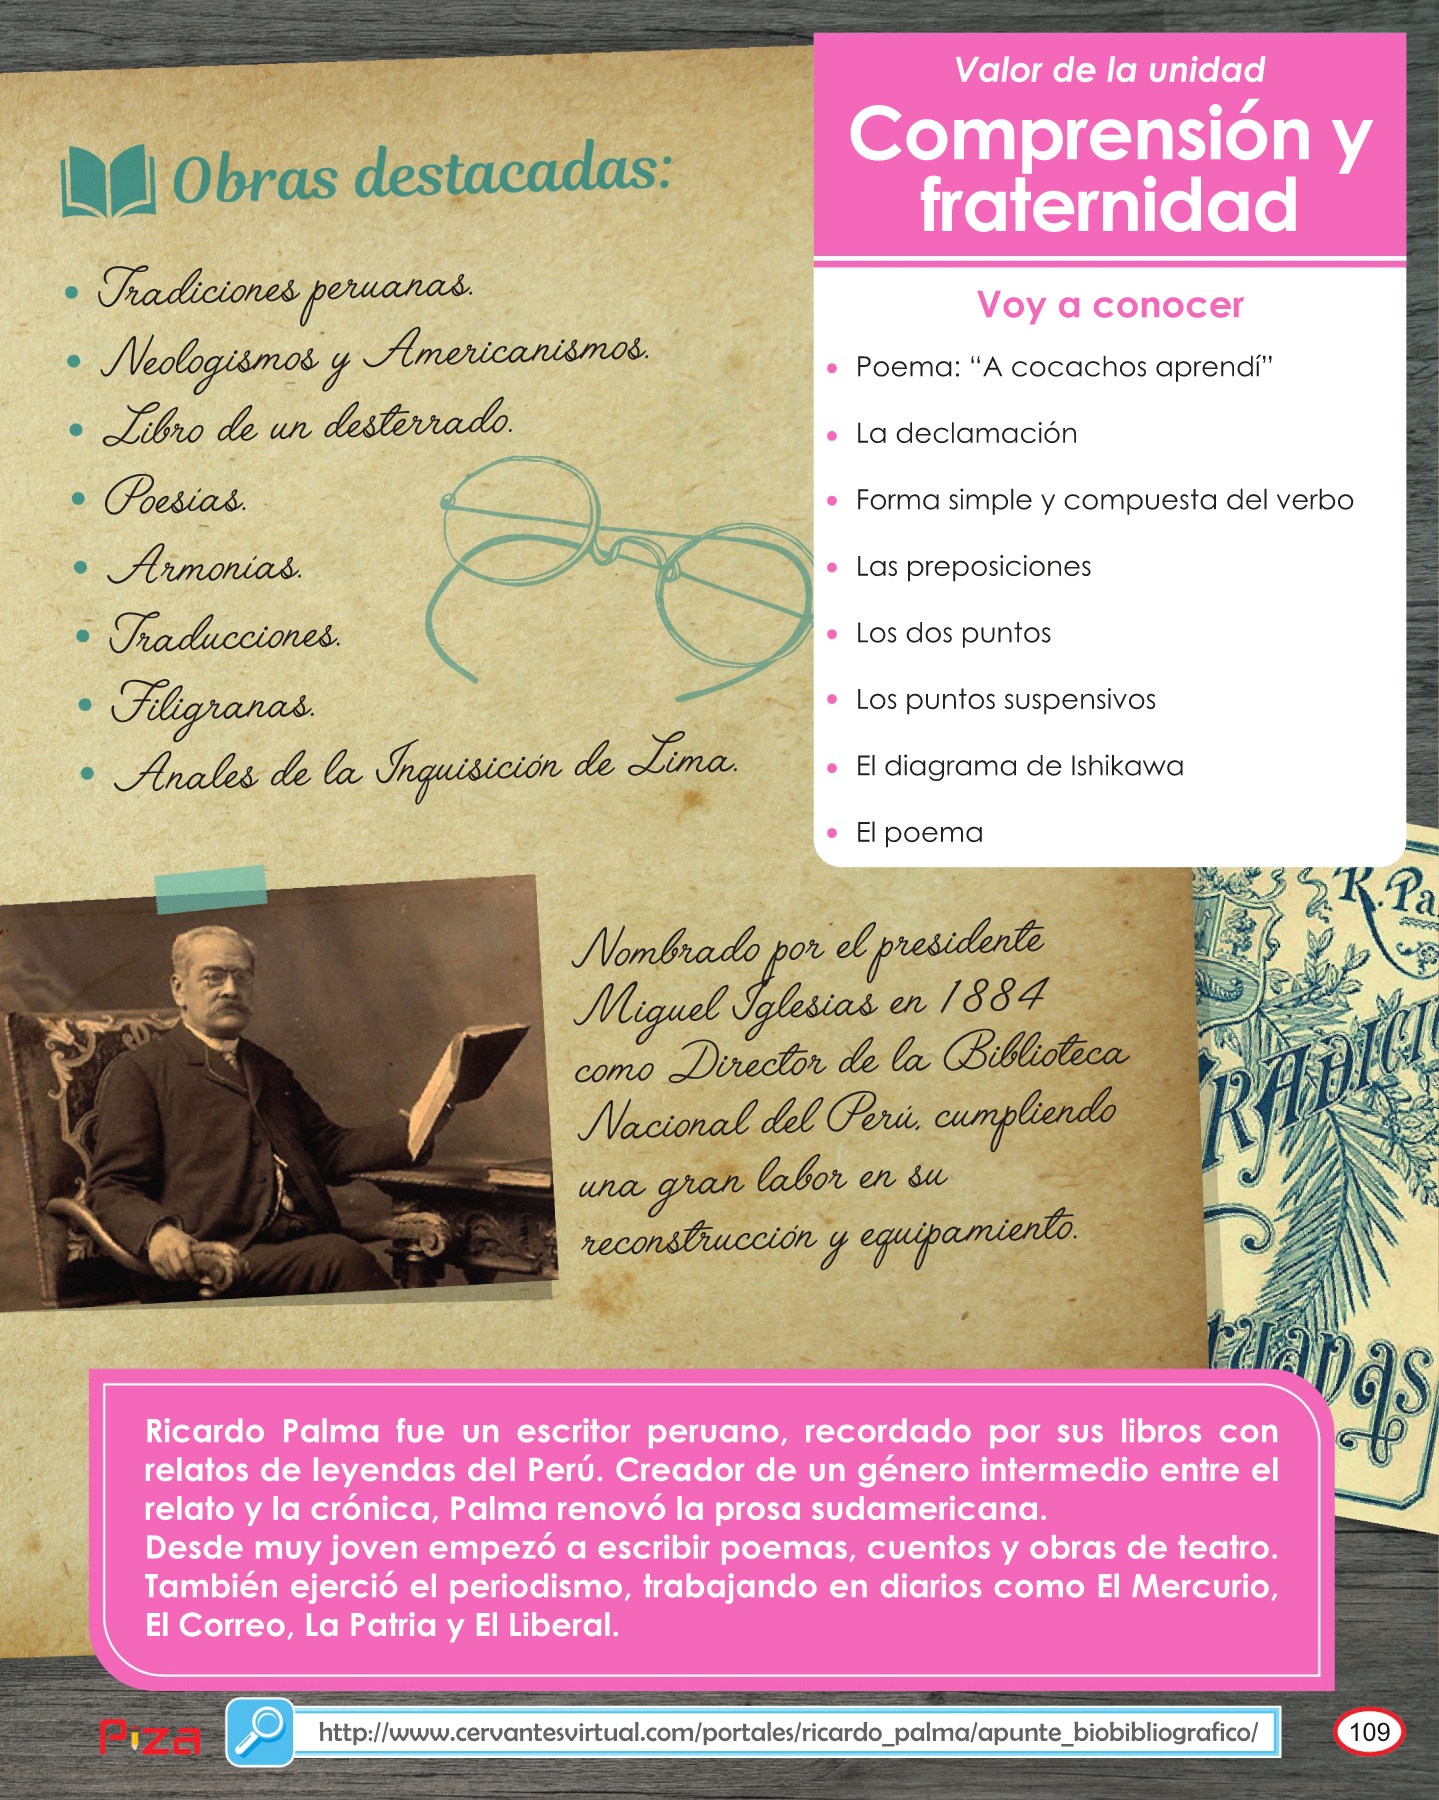 Valor de la unidad
Comprensión y
fraternidad
Obras destacadas:
• Tradiciones peruanas.
• Neologismos y Americanismos.
• Libro de un desterrado.
• Poesías.
• Armonías.
• Traducciones.
• Filigranas.
• Anales de la Inquisición de Lima.
Voy a conocer
• Poema: “A cocachos aprendí”
• La declamación
• Forma simple y compuesta del verbo
• Las preposiciones
• Los dos puntos
• Los puntos suspensivos
• El diagrama de Ishikawa
• El poema
Nombrado por el presidente
Miguel Iglesias en 1884
como Director de la Biblioteca
Nacional del Perú, cumpliendo
una gran labor en su
reconstrucción y equipamiento.
R. Pa
TRADICI
ruanas
Ricardo Palma fue un escritor peruano, recordado por sus libros con
relatos de leyendas del Perú. Creador de un género intermedio entre el
relato y la crónica, Palma renovó la prosa sudamericana.
Desde muy joven empezó a escribir poemas, cuentos y obras de teatro.
También ejerció el periodismo, trabajando en diarios como El Mercurio,
El Correo, La Patria y El Liberal.
Piza
http://www.cervantesvirtual.com/portales/ricardo_palma/apunte_biobibliografico/
109